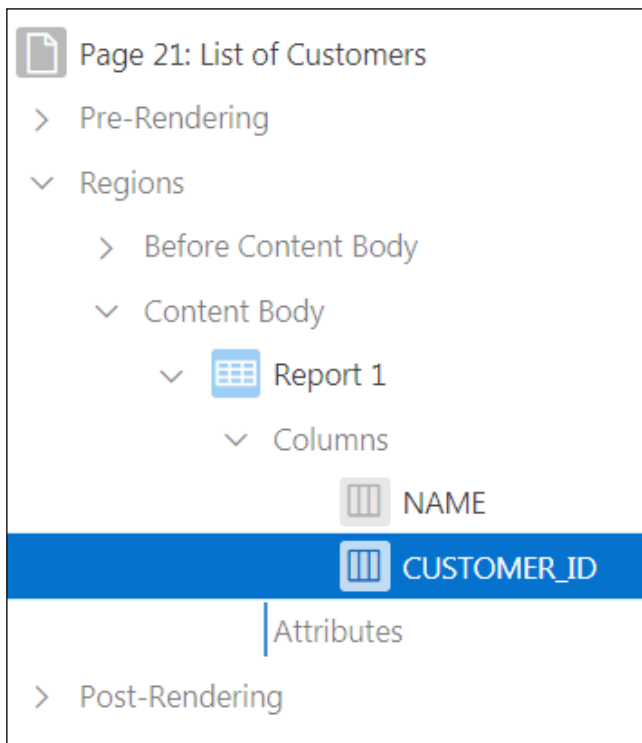 Page 21: List of Customers
Pre-Rendering
Regions
Before Content Body
Content Body
Report 1
Columns
NAME
CUSTOMER_ID
Attributes
Post-Rendering